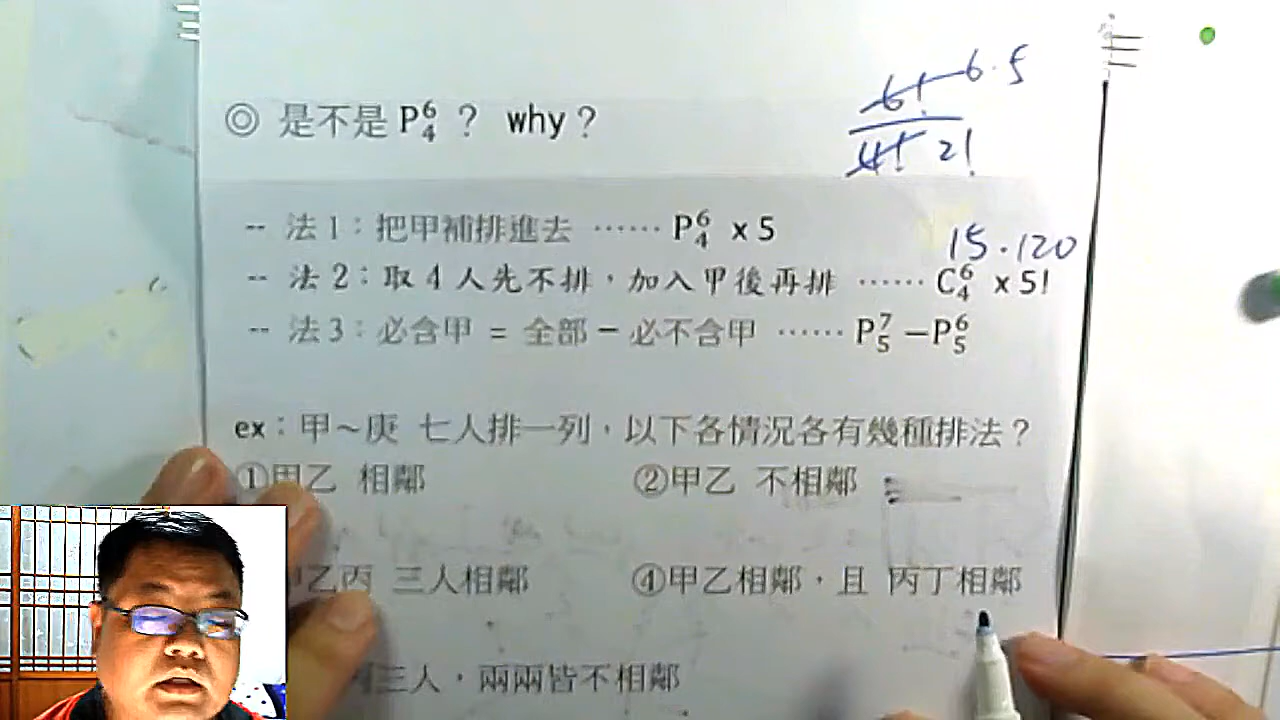 6! 6·5
◎ 是不是 P⁶₄ ? why ?
4! 2!
-- 法 1：把甲補排進去 …… P⁶₄ x 5
15·120
-- 法 2：取 4 人先不排，加入甲後再排 …… C⁶₄ x 5!
-- 法 3：必含甲 = 全部 − 必不含甲 …… P⁷₅ − P⁶₅
ex：甲～庚 七人排一列，以下各情況各有幾種排法？
①甲乙 相鄰 ②甲乙 不相鄰
乙丙 三人相鄰 ④甲乙相鄰，且 丙丁相鄰
三人，兩兩皆不相鄰